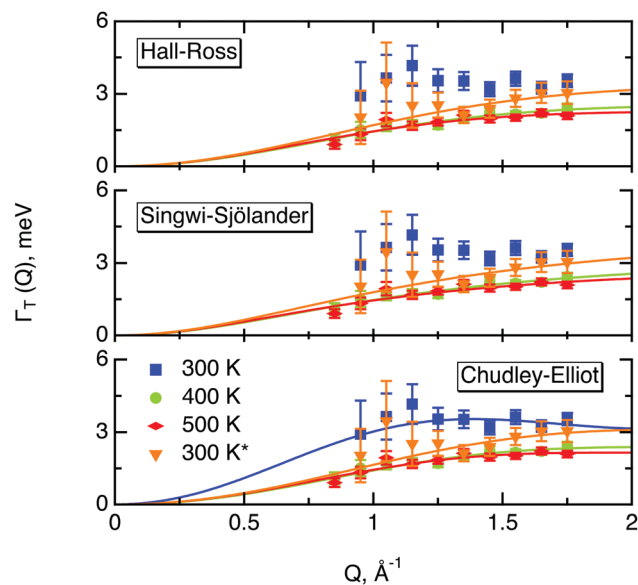 6
Hall-Ross
3
0
6
Singwi-Sjölander
3
0
6
Chudley-Elliot
300 K
400 K
3
500 K
300 K*
0
0 0.5 1 1.5 2
Q, Å⁻¹
Γ_T (Q), meV